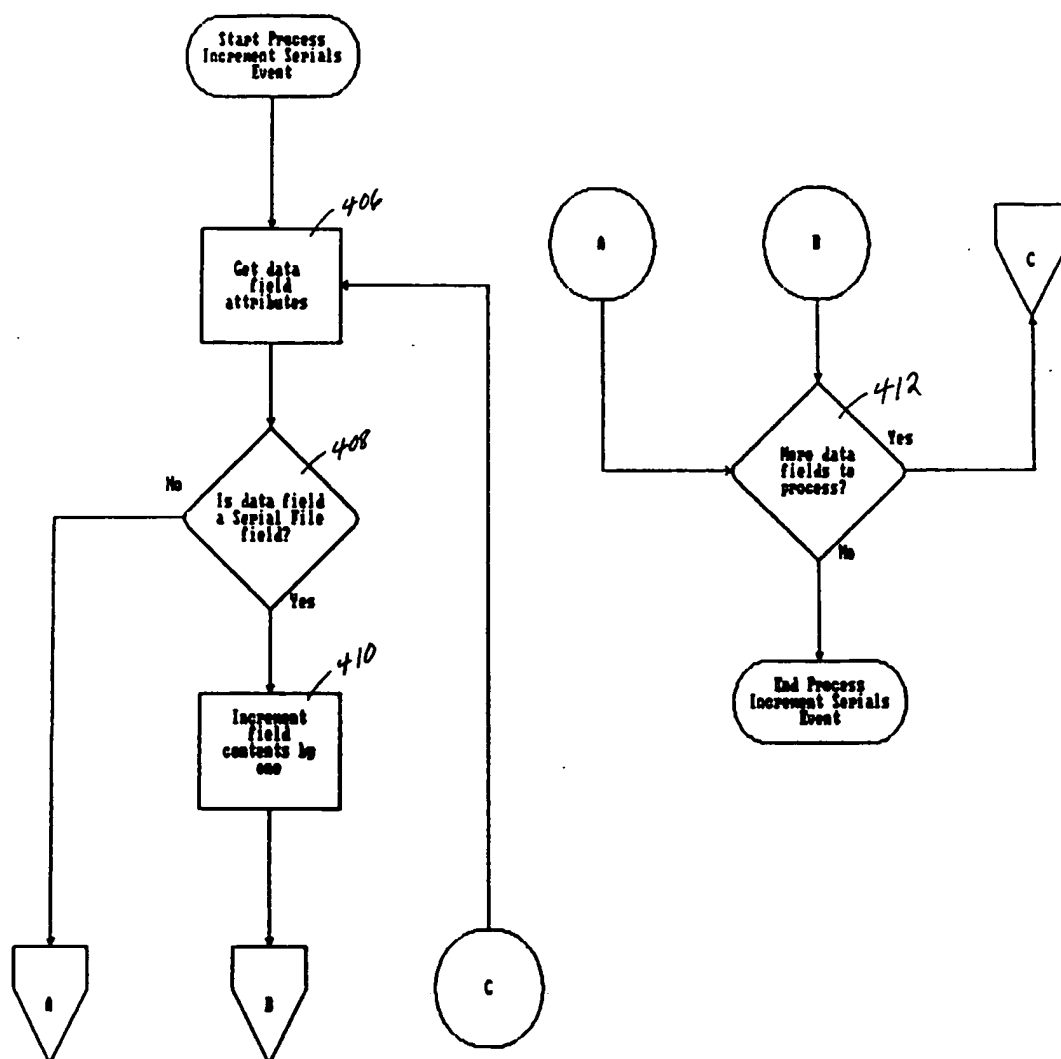 Start Process
Increment Serials
Event
406
Get data
field
attributes
408
No
Is data field
a Serial File
field?
Yes
410
Increment
field
contents by
one
A
B
C
A
B
C
412
Yes
More data
fields to
process?
No
End Process
Increment Serials
Event